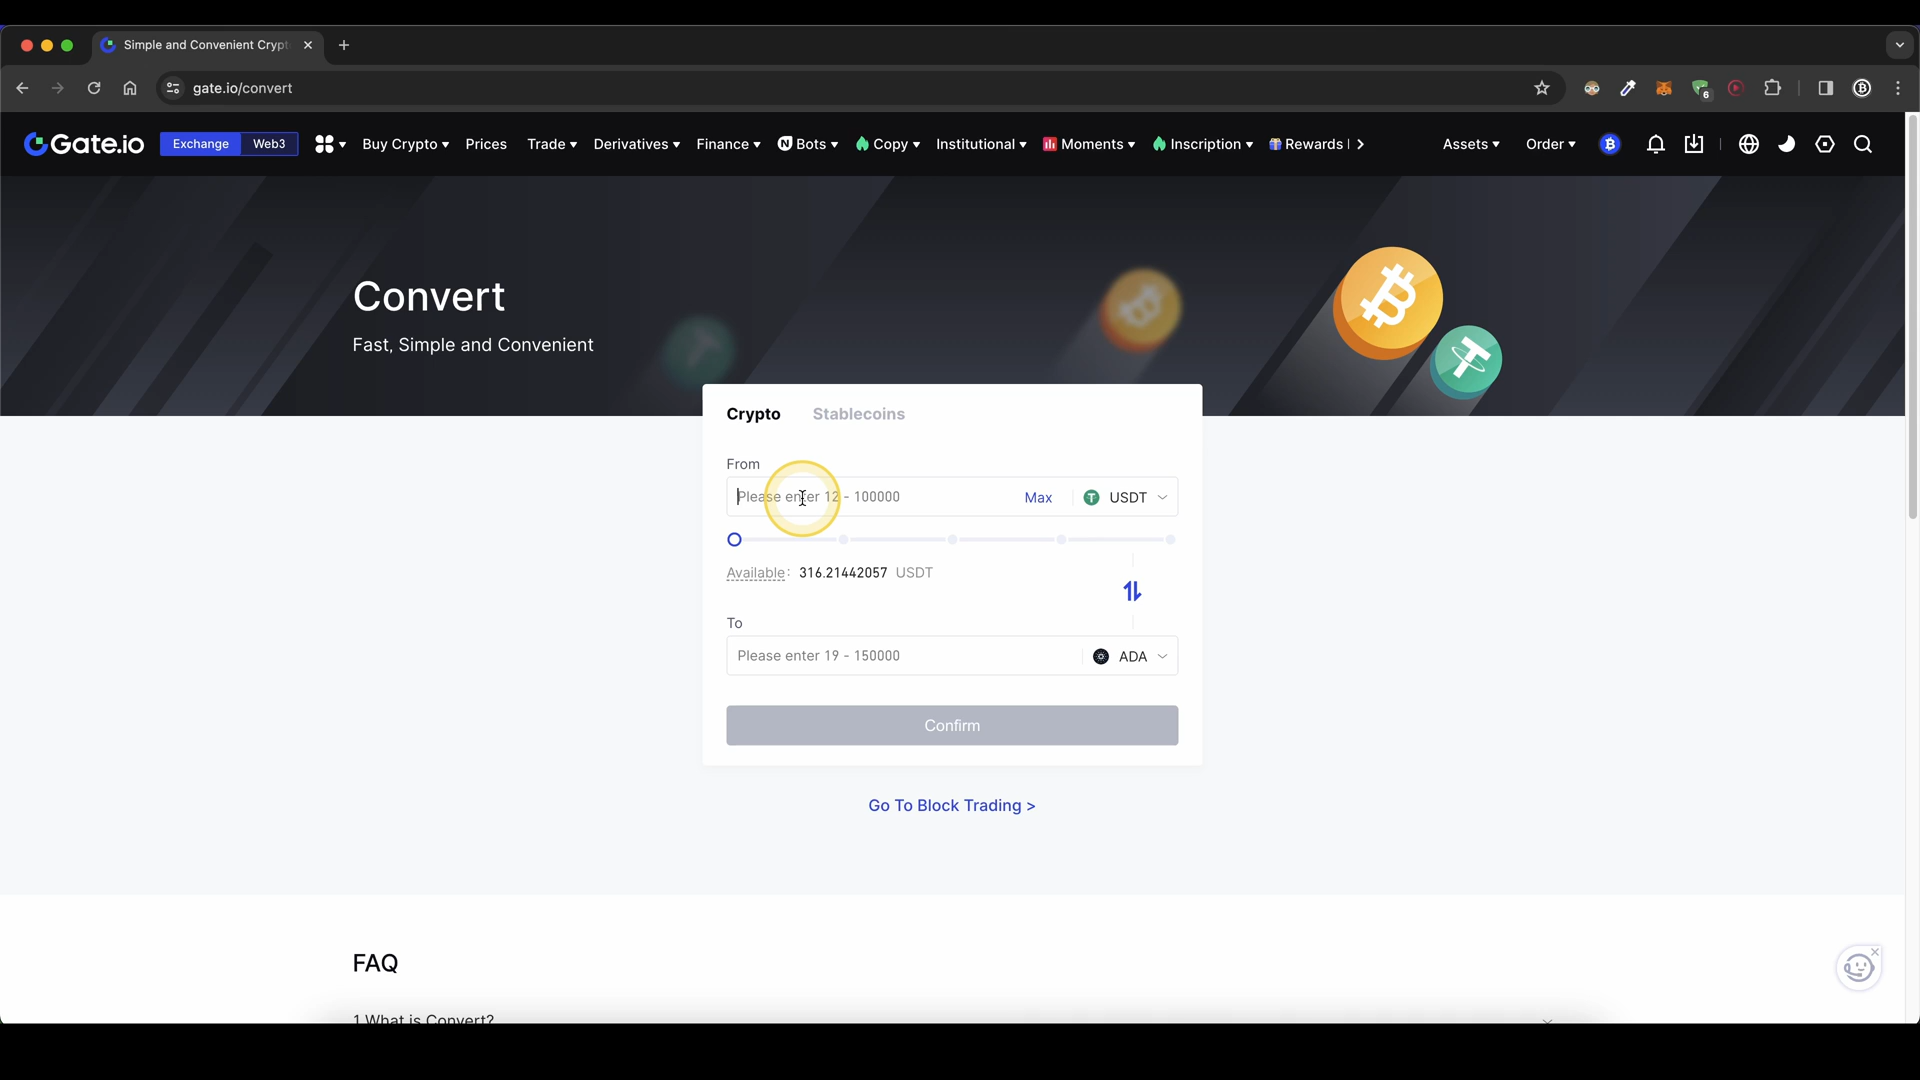 Simple and Convenient Crypt
gate.io/convert
6
Gate.io
Exchange
Web3
Buy Crypto
Prices
Trade
Derivatives
Finance
Bots
Copy
Institutional
Moments
Inscription
Rewards
Assets
Order
Convert
Fast, Simple and Convenient
Crypto
Stablecoins
From
Please enter 12 - 100000
Max
USDT
Available: 316.21442057 USDT
To
Please enter 19 - 150000
ADA
Confirm
Go To Block Trading >
FAQ
1 What is Convert?